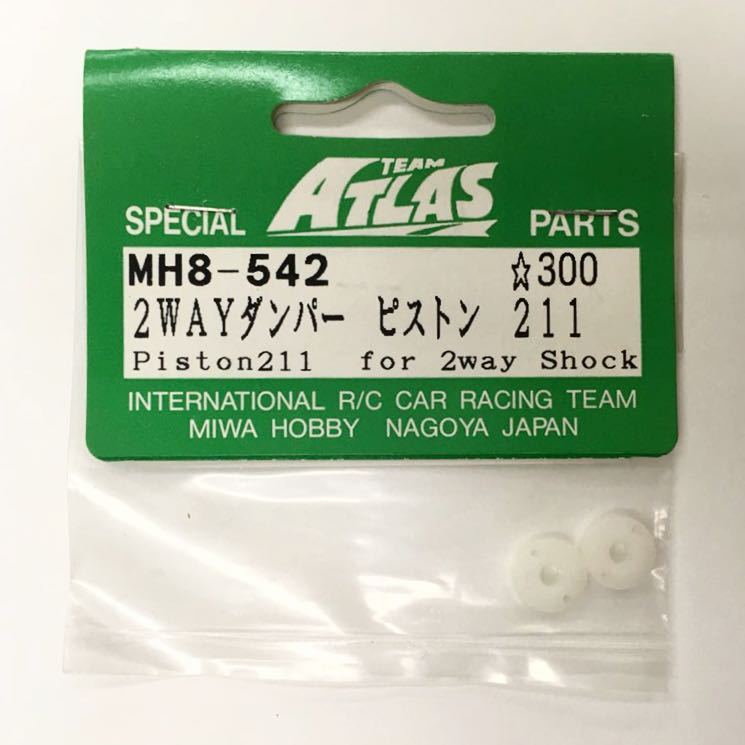 TEAM
ATLAS
SPECIAL PARTS
MH8-542 ☆300
2WAYダンパー ピストン 211
Piston211 for 2way Shock
INTERNATIONAL R/C CAR RACING TEAM
MIWA HOBBY NAGOYA JAPAN